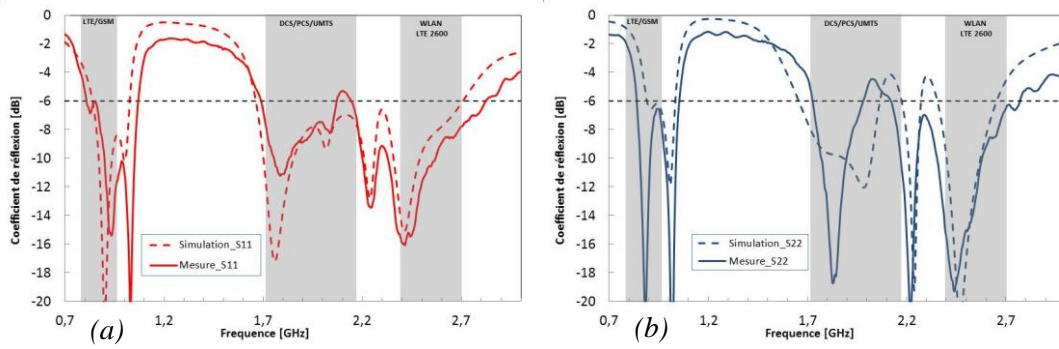 LTE/GSM
DCS/PCS/UMTS
WLAN
LTE 2600
Coefficient de réflexion [dB]
0
-2
-4
-6
-8
-10
-12
-14
-16
-18
-20
Simulation_S11
Mesure_S11
0,7
1,2
1,7
2,2
2,7
Frequence [GHz]
(a)
LTE/GSM
DCS/PCS/UMTS
WLAN
LTE 2600
Coefficient de réflexion [dB]
0
-2
-4
-6
-8
-10
-12
-14
-16
-18
-20
Simulation_S22
Mesure_S22
0,7
1,2
1,7
2,2
2,7
Frequence [GHz]
(b)